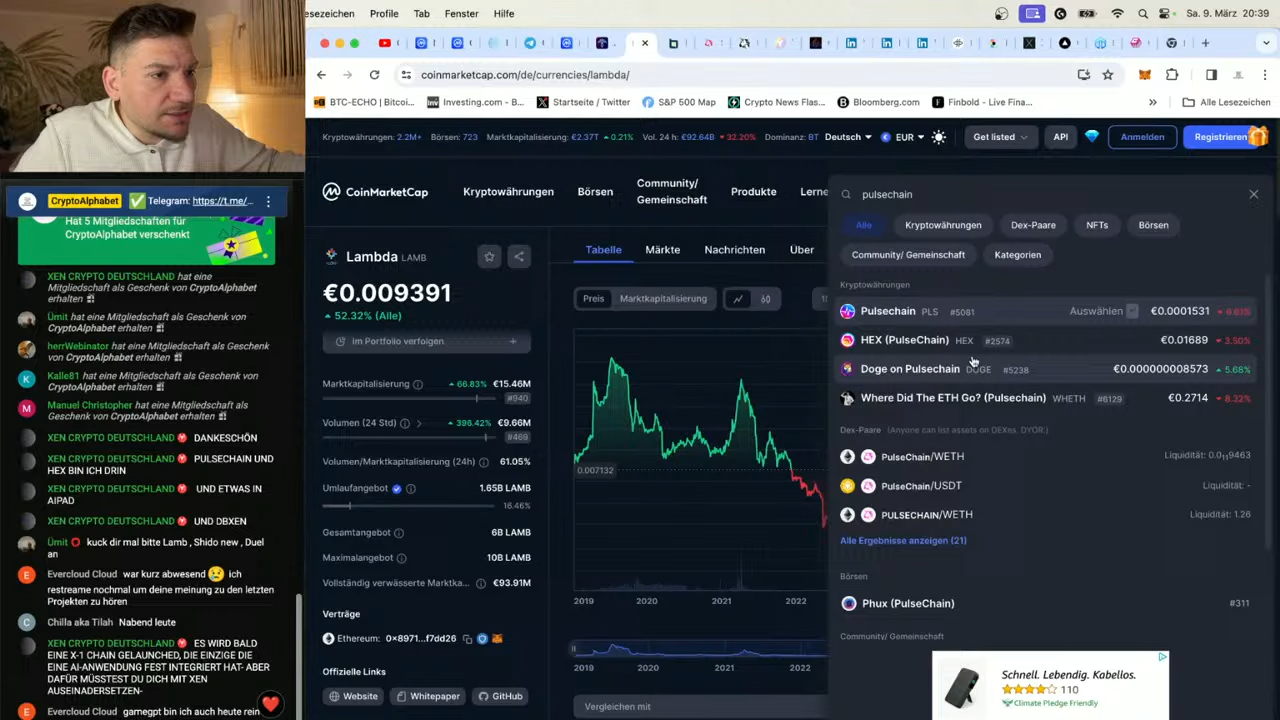 esezeichen Profile Tab Fenster Hilfe
Sa. 9. März 20:39
coinmarketcap.com/de/currencies/lambda/
BTC-ECHO | Bitcoi...
Investing.com - B...
Startseite / Twitter
S&P 500 Map
Crypto News Flas...
Bloomberg.com
Finbold - Live Fina...
»
Alle Lesezeichen
Kryptowährungen: 2.2M+ Börsen: 723 Marktkapitalisierung: €2.37T 0.21% Vol. 24 h: €92.64B 32.20% Dominanz: BT
Deutsch
EUR
Get listed
API
Anmelden
Registrieren
CoinMarketCap
Kryptowährungen
Börsen
Community/
Gemeinschaft
Produkte
Lerne
pulsechain
Alle
Kryptowährungen
Dex-Paare
NFTs
Börsen
Community/ Gemeinschaft
Kategorien
Kryptowährungen
Pulsechain PLS #5081 Auswählen €0.0001531
HEX (PulseChain) HEX #2574 €0.01689 3.50%
Doge on Pulsechain DOGE #5238 €0.000000008573 5.68%
Where Did The ETH Go? (Pulsechain) WHETH #6129 €0.2714 8.32%
Dex-Paare (Anyone can list assets on DEXes. DYOR.)
PulseChain/WETH Liquidität: 0.0₁₁9463
PulseChain/USDT Liquidität: -
PULSECHAIN/WETH Liquidität: 1.26
Alle Ergebnisse anzeigen (21)
Börsen
Phux (PulseChain) #311
Community/ Gemeinschaft
Schnell. Lebendig. Kabellos.
110
Climate Pledge Friendly
Lambda LAMB
€0.009391
52.32% (Alle)
im Portfolio verfolgen +
Marktkapitalisierung 66.83% €15.46M
#940
Volumen (24 Std) 396.42% €9.66M
#469
Volumen/Marktkapitalisierung (24h) 61.05%
Umlaufangebot 1.65B LAMB
16.46%
Gesamtangebot 6B LAMB
Maximalangebot 10B LAMB
Vollständig verwässerte Marktka... €93.91M
Verträge
Ethereum: 0x8971...f7dd26
Offizielle Links
Website
Whitepaper
GitHub
Tabelle
Märkte
Nachrichten
Über
Preis
Marktkapitalisierung
0.007132
2019 2020 2021 2022
2019 2020 2021 2022
Vergleichen mit
CryptoAlphabet Telegram: https://t.me/...
Hat 5 Mitgliedschaften für
CryptoAlphabet verschenkt
XEN CRYPTO DEUTSCHLAND hat eine
Mitgliedschaft als Geschenk von
CryptoAlphabet erhalten
Ümit hat eine Mitgliedschaft als Geschenk von
CryptoAlphabet erhalten
herrWebinator hat eine Mitgliedschaft als
Geschenk von CryptoAlphabet erhalten
Kalle81 hat eine Mitgliedschaft als Geschenk
von CryptoAlphabet erhalten
Manuel Christopher hat eine Mitgliedschaft als
Geschenk von CryptoAlphabet erhalten
XEN CRYPTO DEUTSCHLAND DANKESCHÖN
XEN CRYPTO DEUTSCHLAND PULSECHAIN UND
HEX BIN ICH DRIN
XEN CRYPTO DEUTSCHLAND UND ETWAS IN
AIPAD
XEN CRYPTO DEUTSCHLAND UND DBXEN
Ümit kuck dir mal bitte Lamb , Shido new , Duel
an
E
Evercloud Cloud war kurz abwesend ich
restreame nochmal um deine meinung zu den letzten
Projekten zu hören
C
Chilla aka Tilah Nabend leute
XEN CRYPTO DEUTSCHLAND ES WIRD BALD
EINE X-1 CHAIN GELAUNCHED, DIE EINZIGE DIE
EINE AI-ANWENDUNG FEST INTEGRIERT HAT- ABER
DAFÜR MÜSSTEST DU DICH MIT XEN
AUSEINANDERSETZEN-
E
Evercloud Cloud gamegpt bin ich auch heute rein